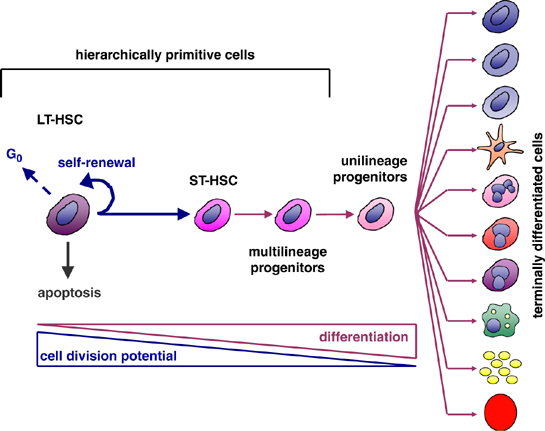 hierarchically primitive cells
LT-HSC
G0
self-renewal
ST-HSC
unilineage
progenitors
multilineage
progenitors
apoptosis
differentiation
cell division potential
terminally differentiated cells